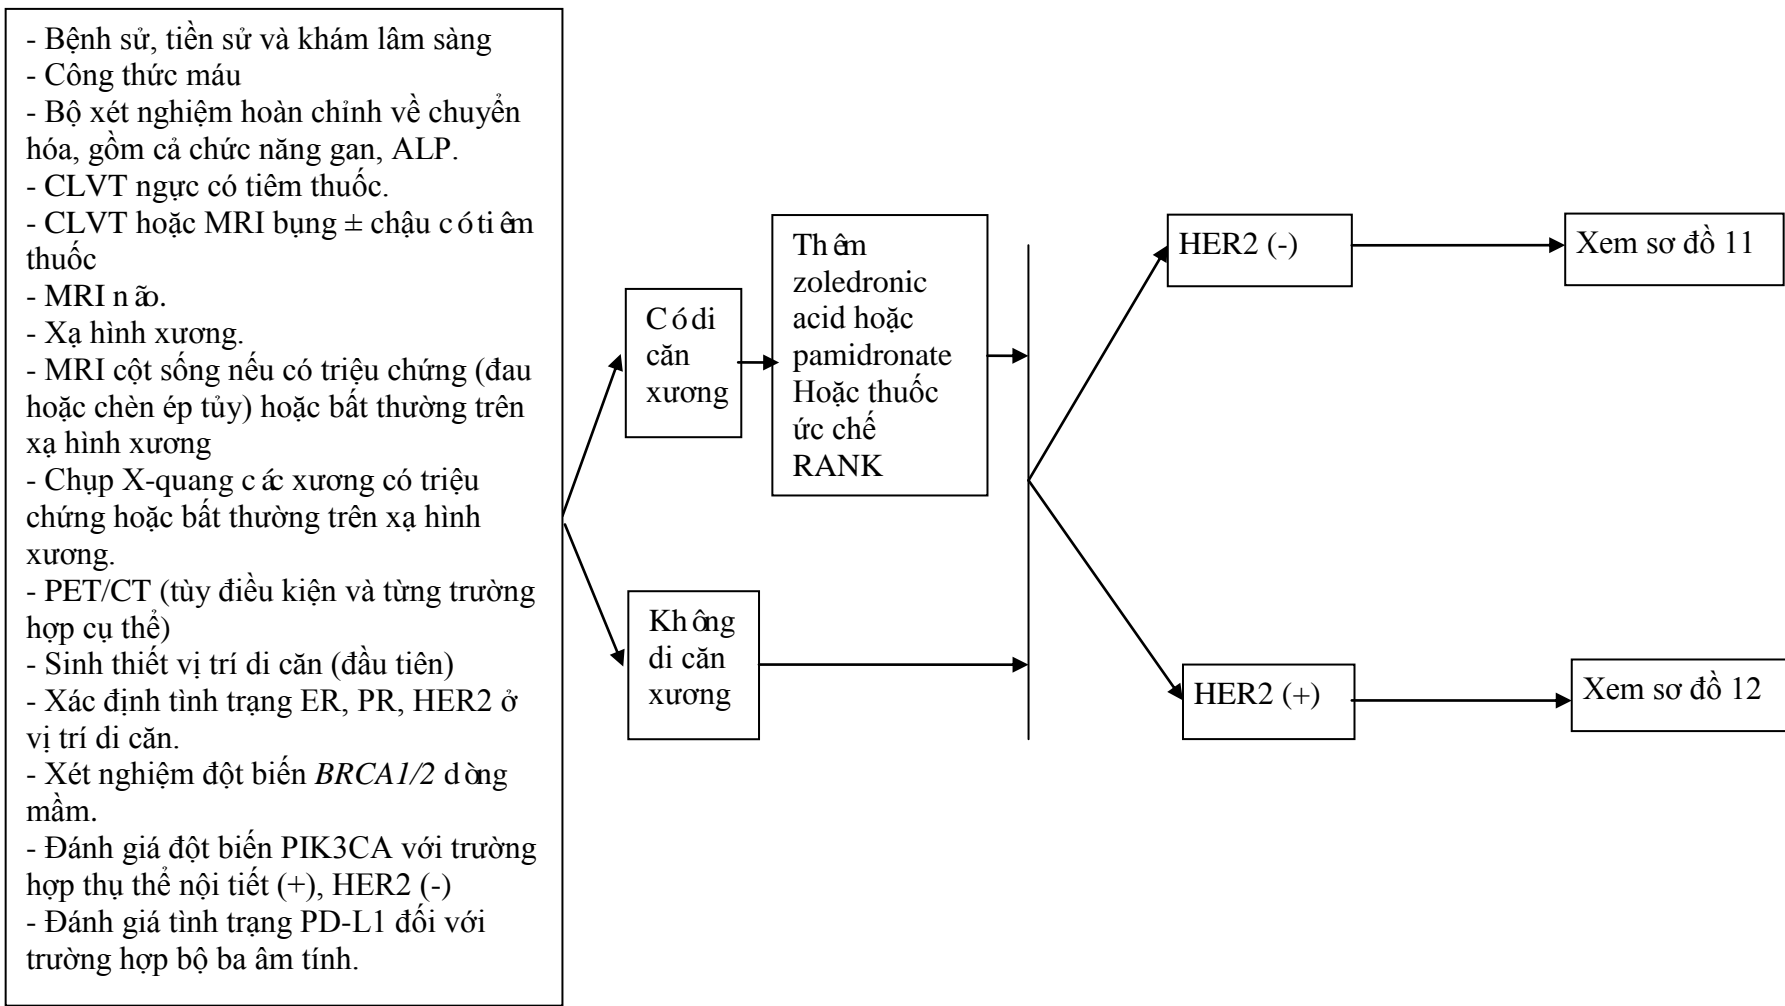 - Bệnh sử, tiền sử và khám lâm sàng
- Công thức máu
- Bộ xét nghiệm hoàn chỉnh về chuyển
hóa, gồm cả chức năng gan, ALP.
- CLVT ngực có tiêm thuốc.
- CLVT hoặc MRI bụng ± chậu có tiêm
thuốc
- MRI não.
- Xạ hình xương.
- MRI cột sống nếu có triệu chứng (đau
hoặc chèn ép tủy) hoặc bất thường trên
xạ hình xương
- Chụp X-quang các xương có triệu
chứng hoặc bất thường trên xạ hình
xương.
- PET/CT (tùy điều kiện và từng trường
hợp cụ thể)
- Sinh thiết vị trí di căn (đầu tiên)
- Xác định tình trạng ER, PR, HER2 ở
vị trí di căn.
- Xét nghiệm đột biến BRCA1/2 dòng
mầm.
- Đánh giá đột biến PIK3CA với trường
hợp thụ thể nội tiết (+), HER2 (-)
- Đánh giá tình trạng PD-L1 đối với
trường hợp bộ ba âm tính.
Có di
căn
xương
Thêm
zoledronic
acid hoặc
pamidronate
Hoặc thuốc
ức chế
RANK
Không
di căn
xương
HER2 (-)
Xem sơ đồ 11
HER2 (+)
Xem sơ đồ 12